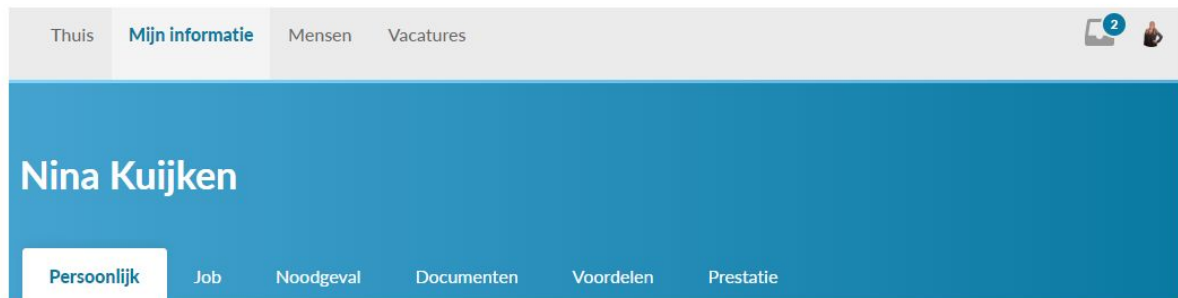 Thuis Mijn informatie Mensen Vacatures 2
Nina Kuijken
Persoonlijk Job Noodgeval Documenten Voordelen Prestatie